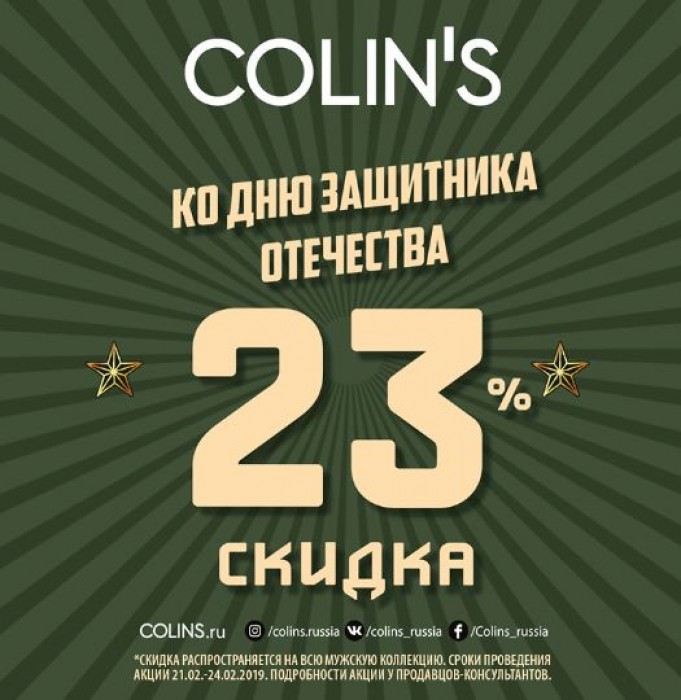 COLIN'S
КО ДНЮ ЗАЩИТНИКА
ОТЕЧЕСТВА
23%
СКИДКА
COLINS.ru /colins.russia /colins_russia /Colins_russia
*СКИДКА РАСПРОСТРАНЯЕТСЯ НА ВСЮ МУЖСКУЮ КОЛЛЕКЦИЮ. СРОКИ ПРОВЕДЕНИЯ
АКЦИИ 21.02.-24.02.2019. ПОДРОБНОСТИ АКЦИИ У ПРОДАВЦОВ-КОНСУЛЬТАНТОВ.